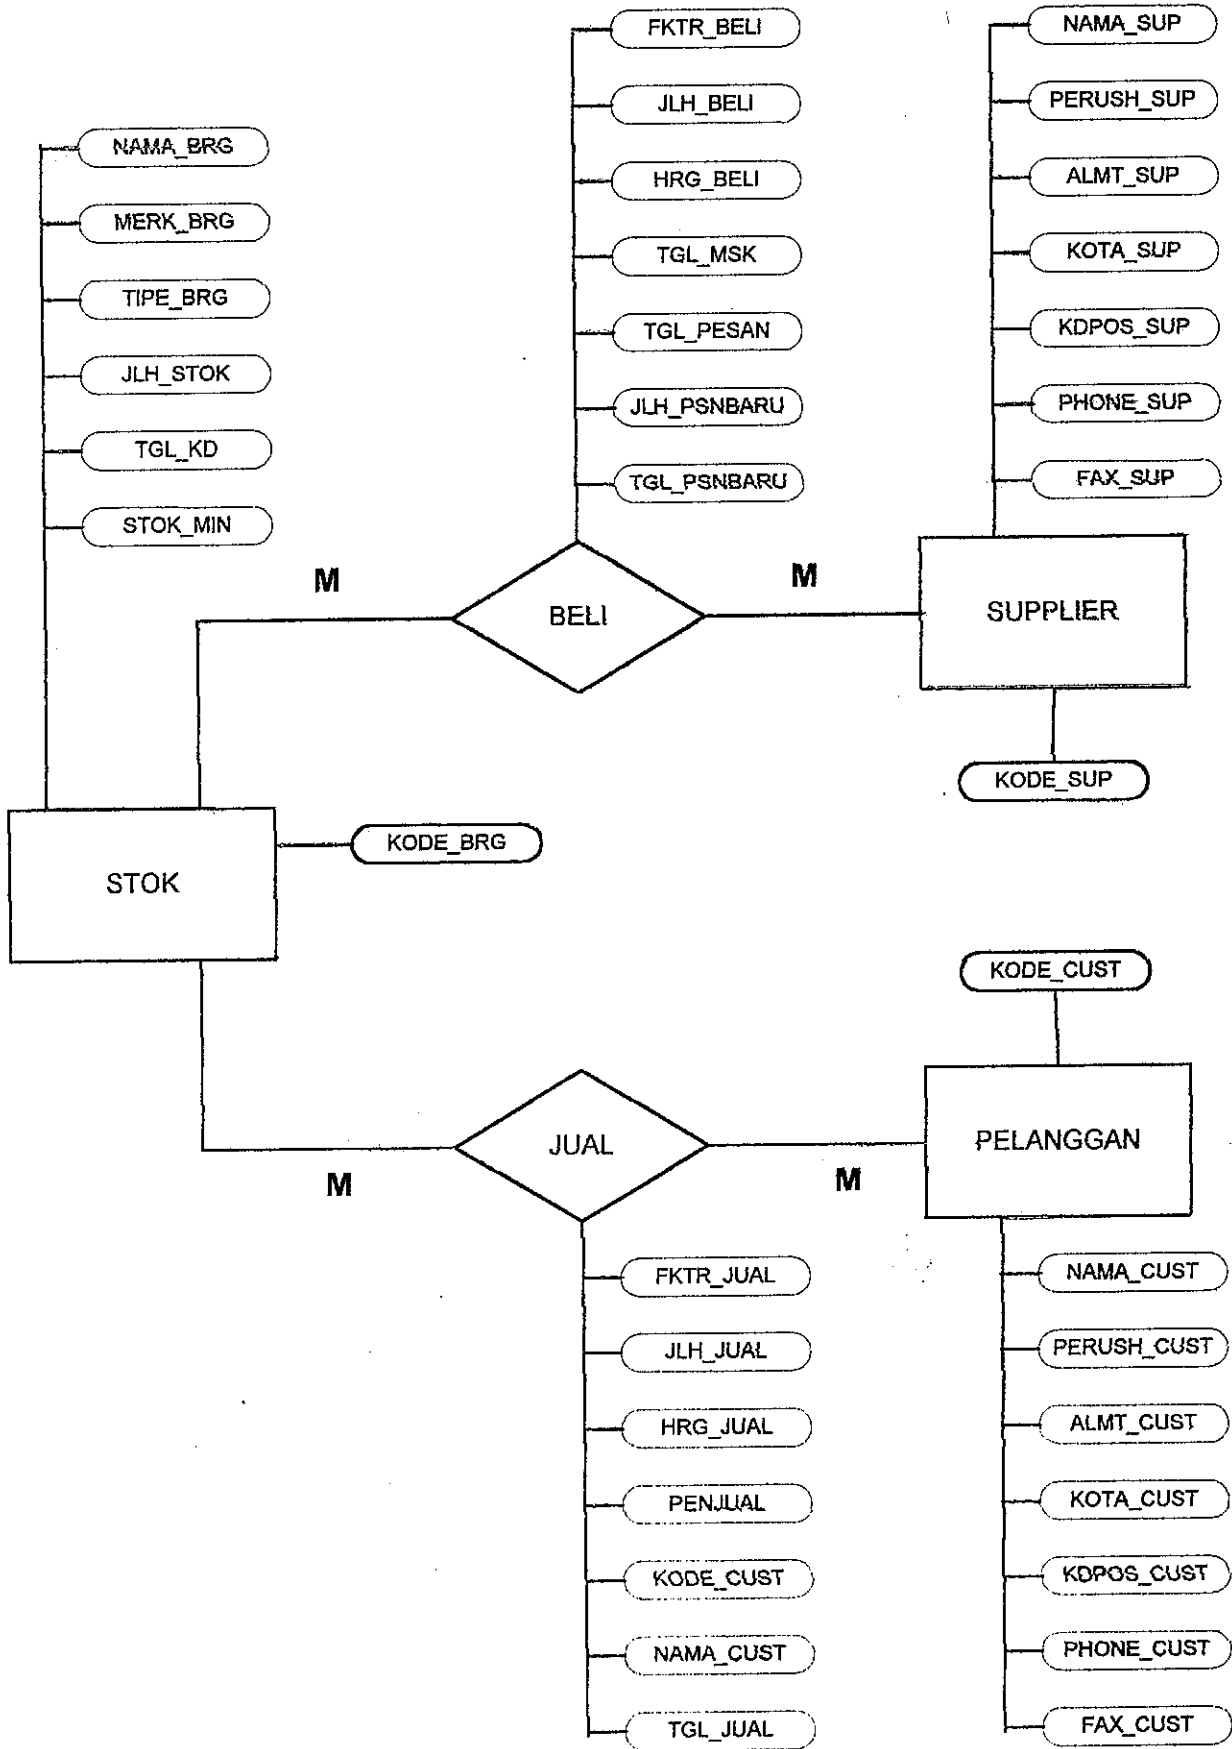 NAMA_BRG
MERK_BRG
TIPE_BRG
JLH_STOK
TGL_KD
STOK_MIN
FKTR_BELI
JLH_BELI
HRG_BELI
TGL_MSK
TGL_PESAN
JLH_PSNBARU
TGL_PSNBARU
NAMA_SUP
PERUSH_SUP
ALMT_SUP
KOTA_SUP
KDPOS_SUP
PHONE_SUP
FAX_SUP
M
BELI
M
SUPPLIER
KODE_SUP
STOK
KODE_BRG
KODE_CUST
M
JUAL
M
PELANGGAN
FKTR_JUAL
JLH_JUAL
HRG_JUAL
PENJUAL
KODE_CUST
NAMA_CUST
TGL_JUAL
NAMA_CUST
PERUSH_CUST
ALMT_CUST
KOTA_CUST
KDPOS_CUST
PHONE_CUST
FAX_CUST